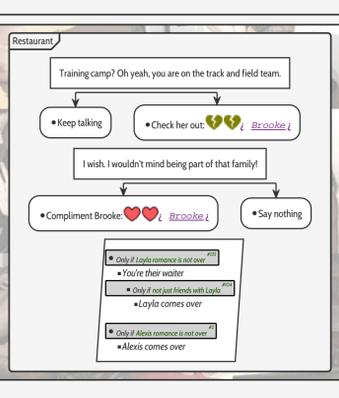 Restaurant
Training camp? Oh yeah, you are on the track and field team.
Keep talking
Check her out: ¿ Brooke¿
I wish. I wouldn't mind being part of that family!
Compliment Brooke: ¿ Brooke¿
Say nothing
Only if Layla romance is not over
You're their waiter
Only if not just friends with Layla
Layla comes over
Only if Alexis romance is not over
Alexis comes over